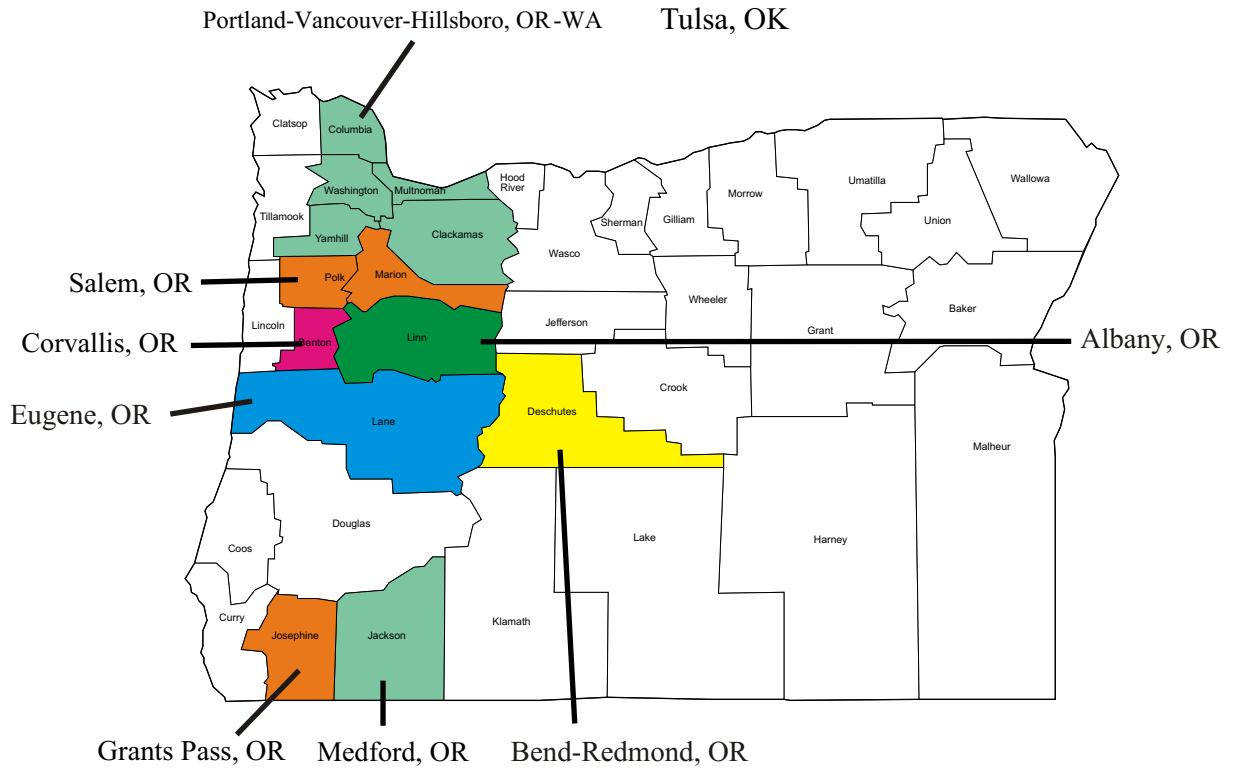 Portland-Vancouver-Hillsboro, OR-WA
Tulsa, OK
Clatsop
Columbia
Hood
River
Washington
Multnomah
Morrow
Umatilla
Wallowa
Tillamook
Sherman
Gilliam
Union
Yamhill
Clackamas
Wasco
Salem, OR
Polk
Marion
Wheeler
Baker
Lincoln
Jefferson
Grant
Corvallis, OR
Benton
Linn
Albany, OR
Crook
Eugene, OR
Lane
Deschutes
Malheur
Douglas
Lake
Harney
Coos
Curry
Josephine
Jackson
Klamath
Grants Pass, OR
Medford, OR
Bend-Redmond, OR